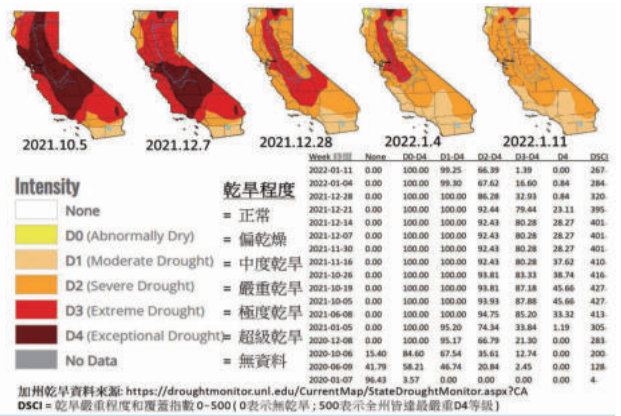 2021.10.5 2021.12.7 2021.12.28 2022.1.4 2022.1.11
Week 時間 None D0-D4 D1-D4 D2-D4 D3-D4 D4 DSCI
2022-01-11 0.00 100.00 99.25 66.39 1.39 0.00 267
2022-01-04 0.00 100.00 99.30 67.62 16.60 0.84 284
2021-12-28 0.00 100.00 100.00 86.28 32.93 0.84 320
2021-12-21 0.00 100.00 100.00 92.44 79.44 23.11 395
2021-12-14 0.00 100.00 100.00 92.43 80.28 28.27 401
2021-12-07 0.00 100.00 100.00 92.43 80.28 28.27 401
2021-11-30 0.00 100.00 100.00 92.43 80.28 28.27 401
2021-11-16 0.00 100.00 100.00 92.43 80.28 37.62 410
2021-10-26 0.00 100.00 100.00 93.81 83.33 38.74 416
2021-10-19 0.00 100.00 100.00 93.81 87.18 45.66 427
2021-10-05 0.00 100.00 100.00 93.93 87.88 45.66 427
2021-06-08 0.00 100.00 100.00 94.75 85.20 33.32 413
2021-01-05 0.00 100.00 95.20 74.34 33.84 1.19 305
2020-12-08 0.00 100.00 95.17 66.79 21.30 0.00 283
2020-10-06 15.40 84.60 67.54 35.61 12.74 0.00 200
2020-06-09 41.79 58.21 46.74 20.84 2.45 0.00 128
2020-01-07 96.43 3.57 0.00 0.00 0.00 0.00 4
Intensity 乾旱程度
None = 正常
D0 (Abnormally Dry) = 偏乾燥
D1 (Moderate Drought) = 中度乾旱
D2 (Severe Drought) = 嚴重乾旱
D3 (Extreme Drought) = 極度乾旱
D4 (Exceptional Drought) = 超級乾旱
No Data = 無資料
加州乾旱資料來源: https://droughtmonitor.unl.edu/CurrentMap/StateDroughtMonitor.aspx?CA
DSCI = 乾旱嚴重程度和覆蓋指數 0~500 ( 0表示無乾旱 ; 500表示全州皆達最嚴重D4等級 )